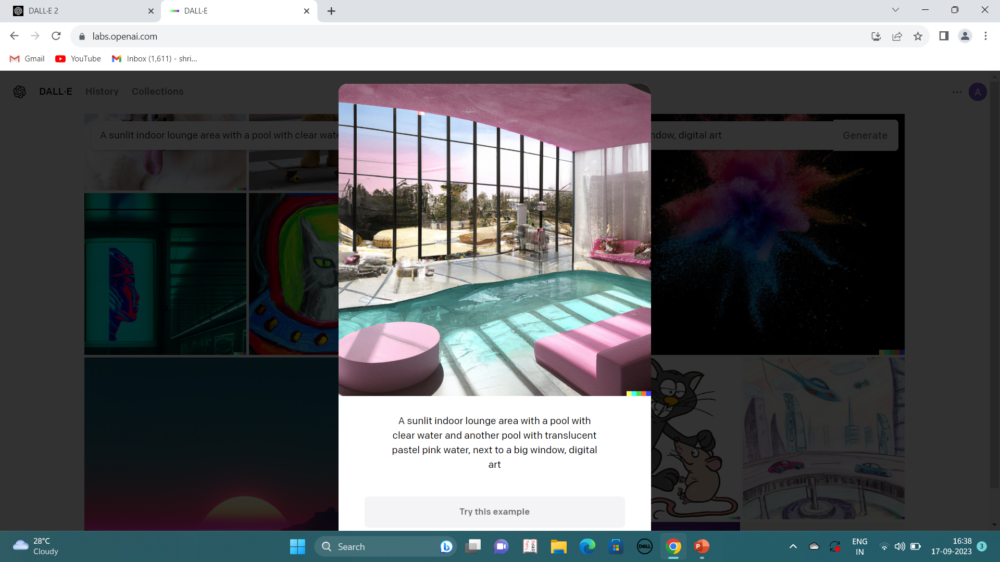 DALL·E 2
DALL·E
labs.openai.com
Gmail
YouTube
Inbox (1,611) - shri...
DALL·E
History
Collections
A
A sunlit indoor lounge area with a pool with clear wate
ndow, digital art
Generate
A sunlit indoor lounge area with a pool with
clear water and another pool with translucent
pastel pink water, next to a big window, digital
art
Try this example
28°C
Cloudy
Search
Tally
ERP9
DELL
P
ENG
IN
16:38
17-09-2023
3